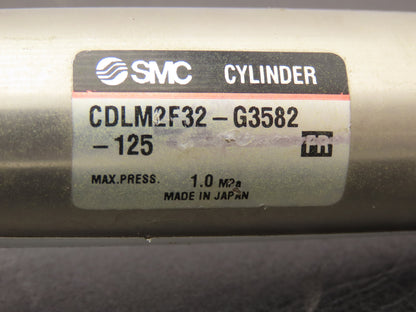 SMC CYLINDER
CDLM2F32-G3582
-125
MAX.PRESS. 1.0 MPa
MADE IN JAPAN